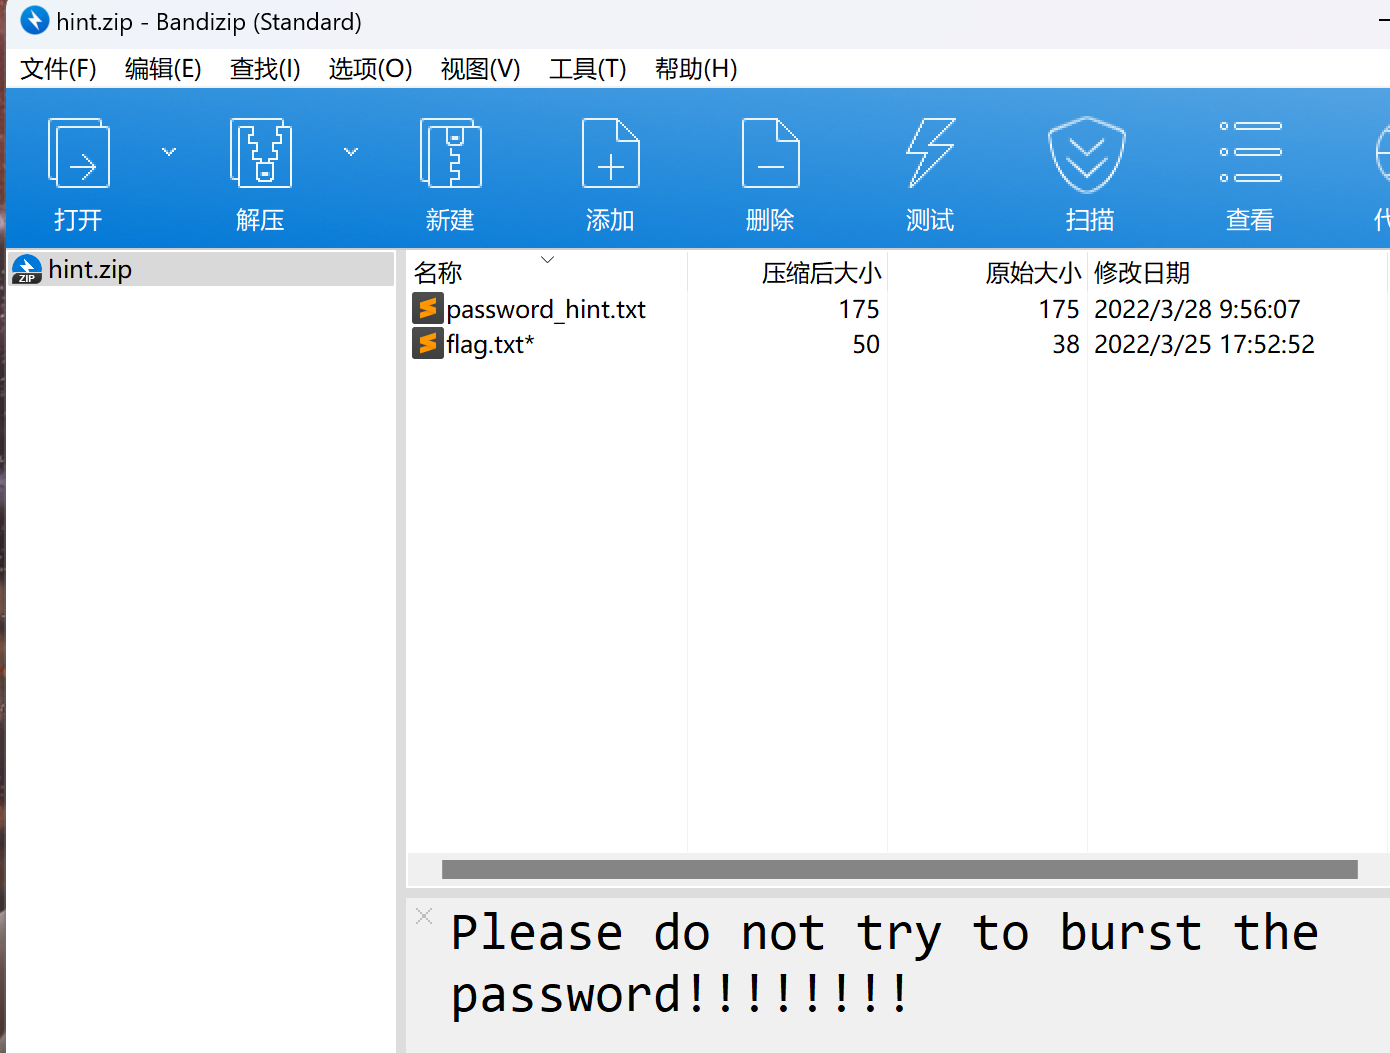 hint.zip - Bandizip (Standard)
文件(F) 编辑(E) 查找(I) 选项(O) 视图(V) 工具(T) 帮助(H)
打开 解压 新建 添加 删除 测试 扫描 查看
ZIP hint.zip
名称 压缩后大小 原始大小 修改日期
password_hint.txt 175 175 2022/3/28 9:56:07
flag.txt* 50 38 2022/3/25 17:52:52
Please do not try to burst the
password!!!!!!!!